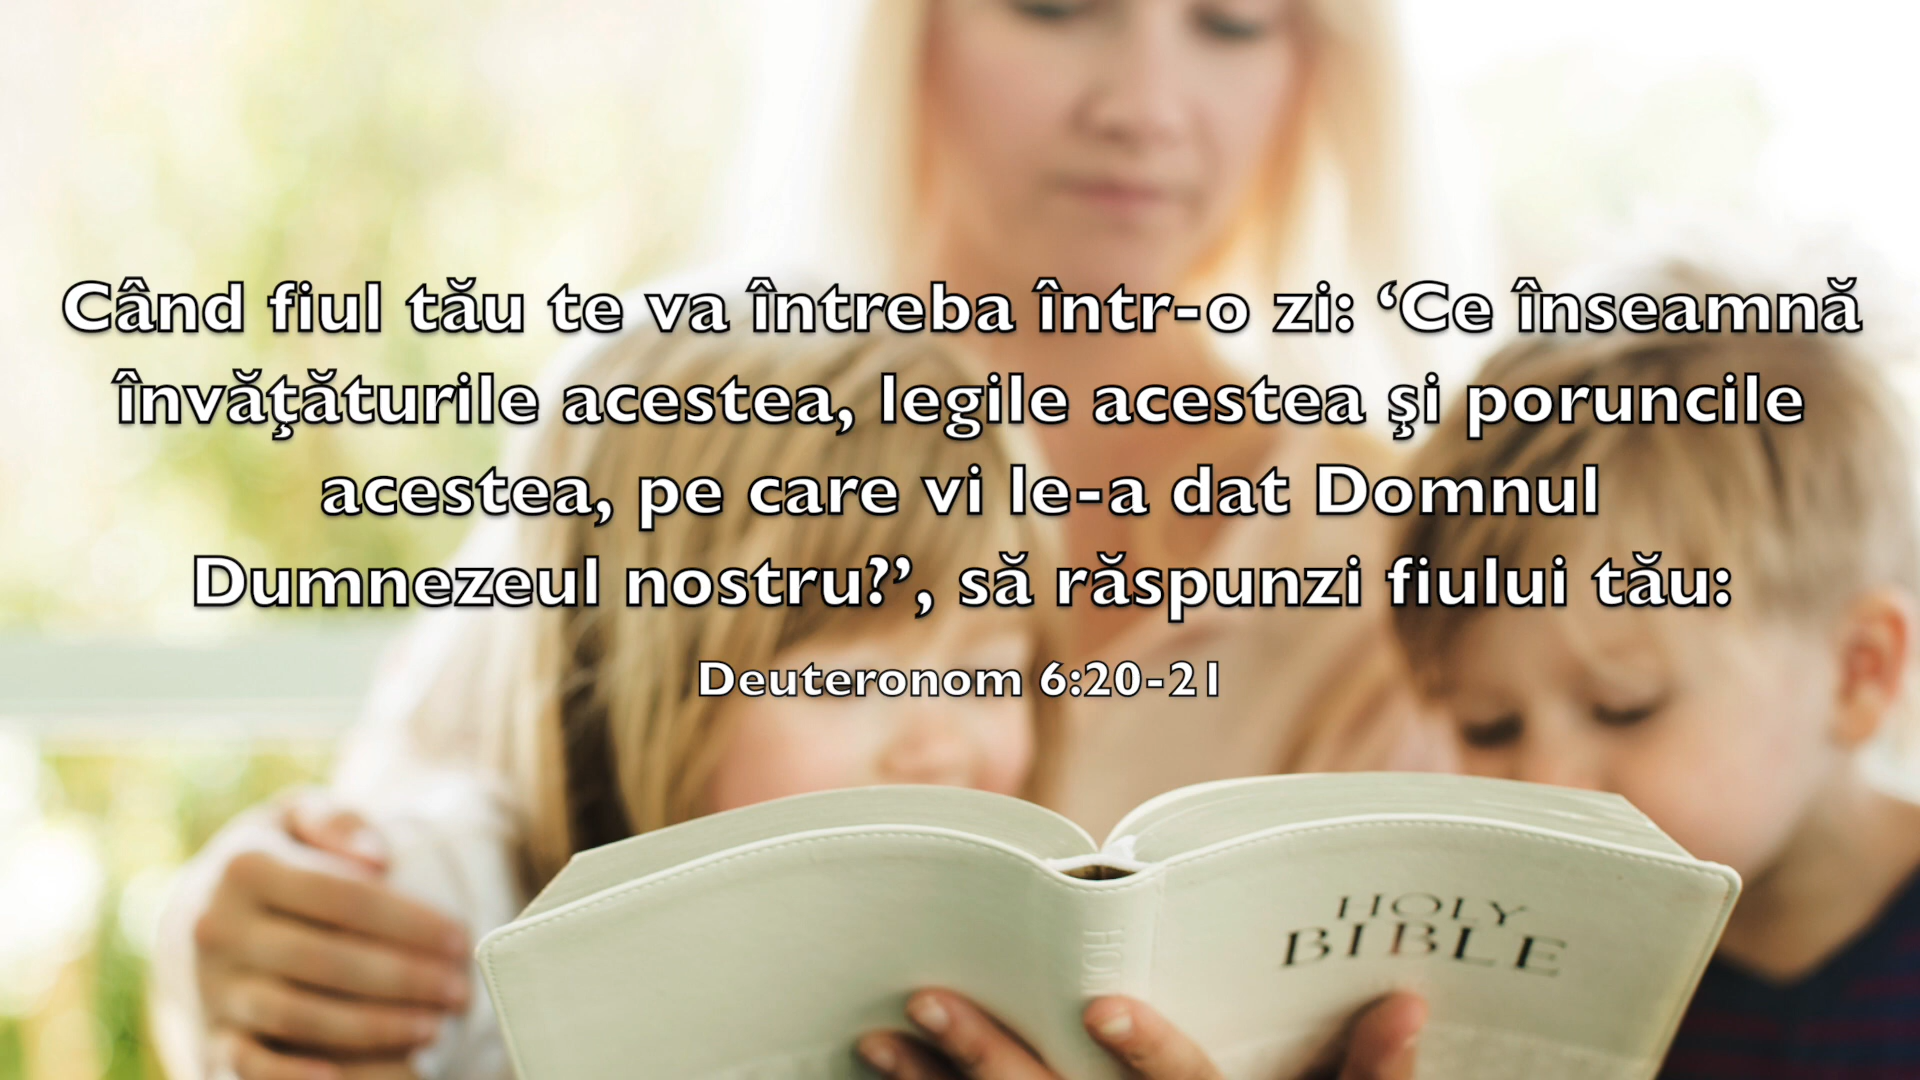 Când fiul tău te va întreba într-o zi: ‘Ce înseamnă
învăţăturile acestea, legile acestea şi poruncile
acestea, pe care vi le-a dat Domnul
Dumnezeul nostru?’, să răspunzi fiului tău:
Deuteronom 6:20-21
HOLY
BIBLE
HOLY